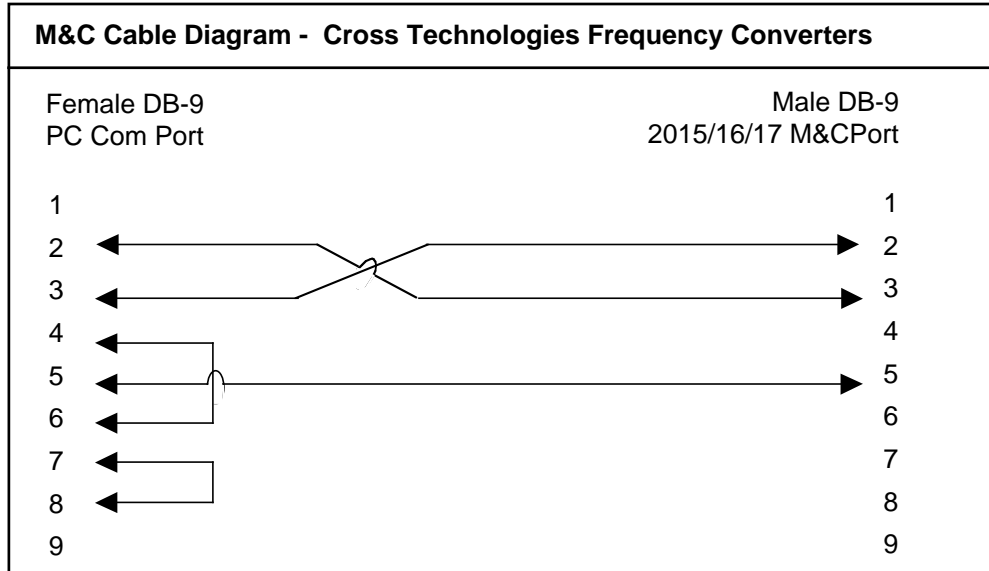 M&C Cable Diagram -  Cross Technologies Frequency Converters
Female DB-9
PC Com Port
Male DB-9
2015/16/17 M&CPort
1 1
2 2
3 3
4 4
5 5
6 6
7 7
8 8
9 9